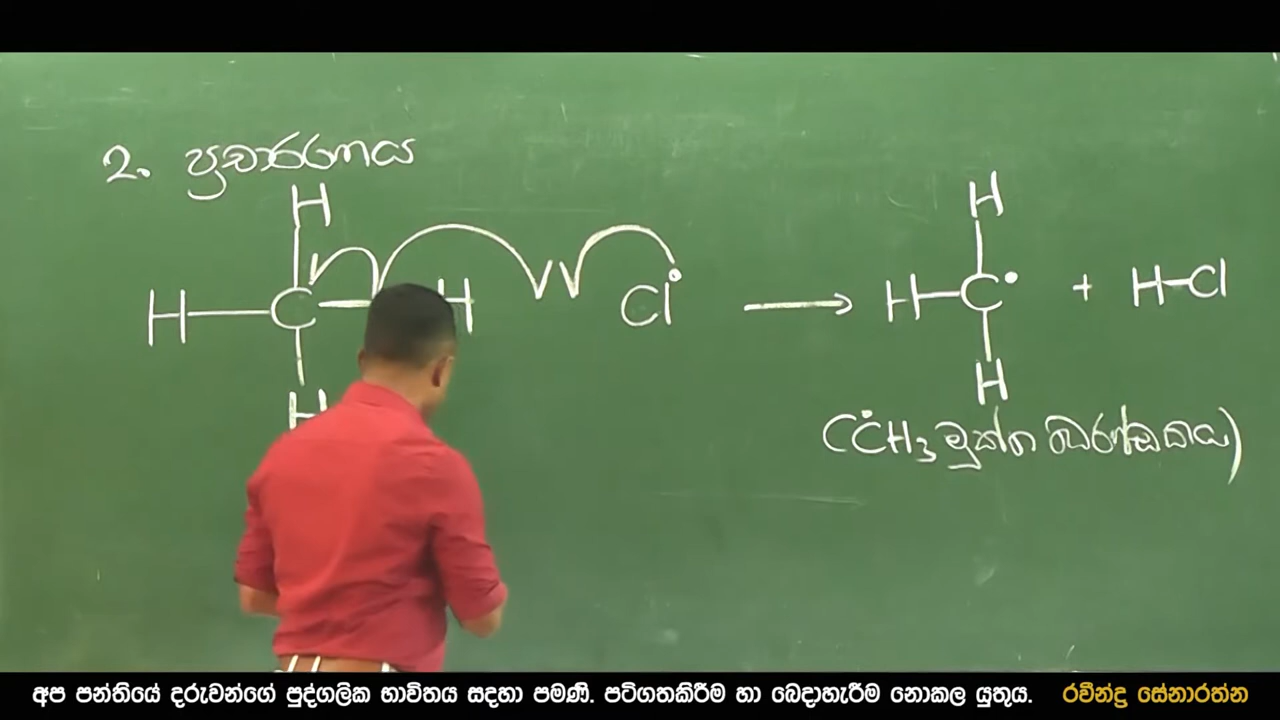 2. ප්‍රචාරණය
H H
H—C—H Cl• ⟶ H—C• + H-Cl
H H
(ĊH₃ මුක්ත ඛණ්ඩකය)
අප පන්තියේ දරුවන්ගේ පුද්ගලික භාවිතය සදහා පමණි. පටිගතකිරීම හා බෙදාහැරීම නොකල යුතුය. රවීන්ද්‍ර සේනාරත්න